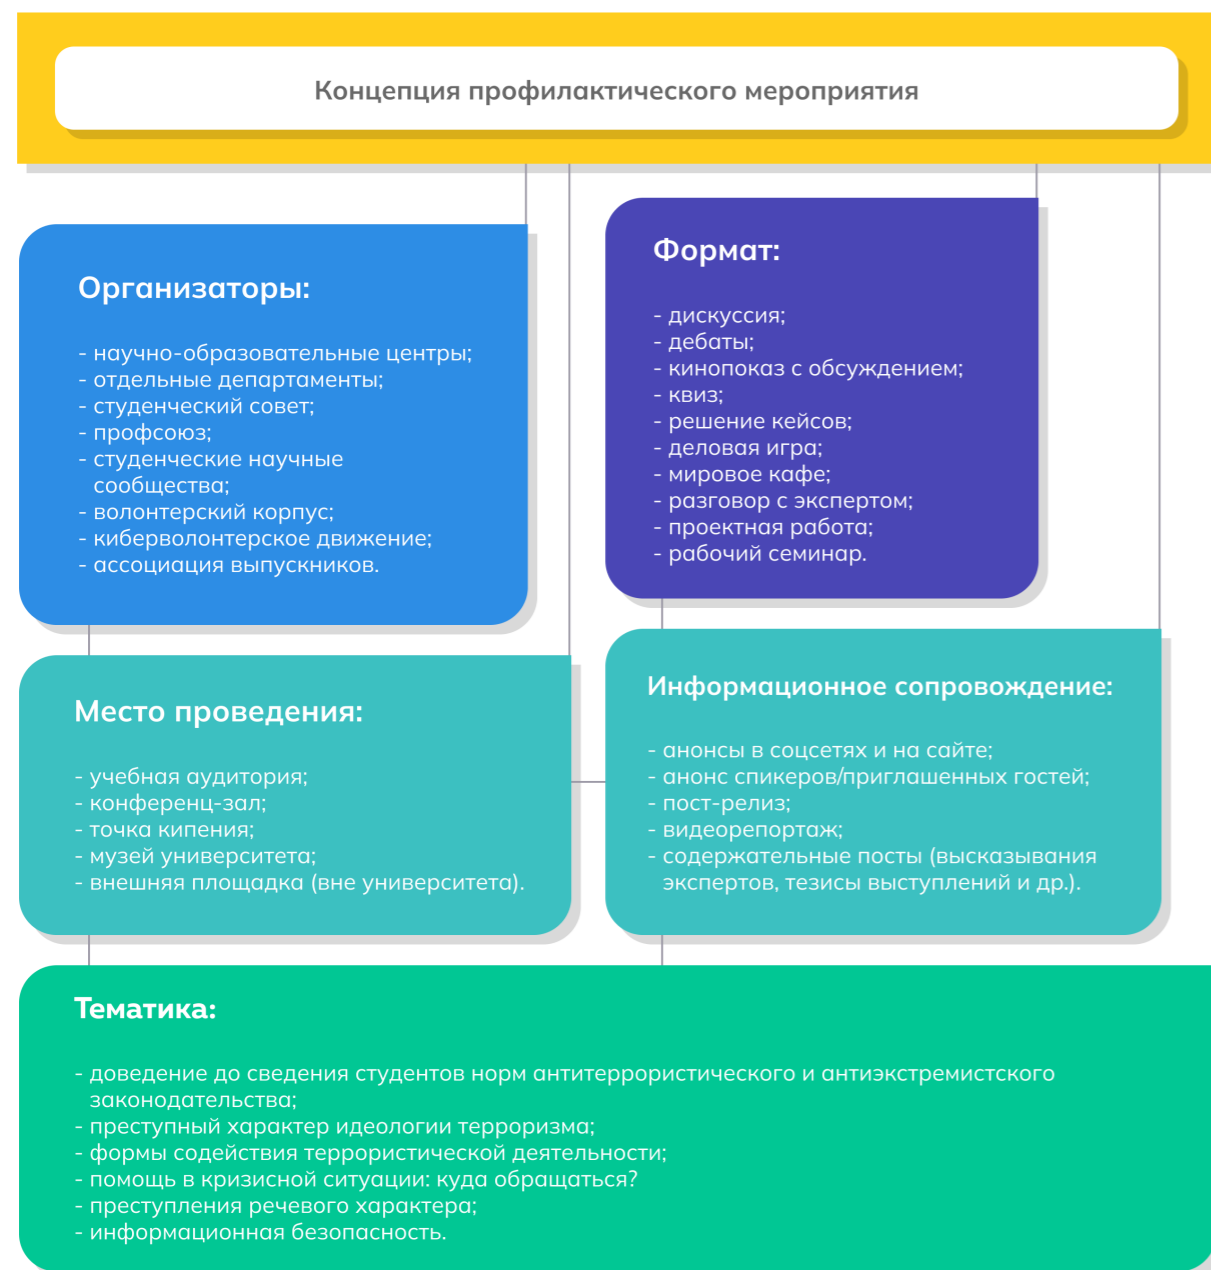 Концепция профилактического мероприятия
Организаторы:
- научно-образовательные центры;
- отдельные департаменты;
- студенческий совет;
- профсоюз;
- студенческие научные
сообщества;
- волонтерский корпус;
- киберволонтерское движение;
- ассоциация выпускников.
Формат:
- дискуссия;
- дебаты;
- кинопоказ с обсуждением;
- квиз;
- решение кейсов;
- деловая игра;
- мировое кафе;
- разговор с экспертом;
- проектная работа;
- рабочий семинар.
Место проведения:
- учебная аудитория;
- конференц-зал;
- точка кипения;
- музей университета;
- внешняя площадка (вне университета).
Информационное сопровождение:
- анонсы в соцсетях и на сайте;
- анонс спикеров/приглашенных гостей;
- пост-релиз;
- видеорепортаж;
- содержательные посты (высказывания
экспертов, тезисы выступлений и др.).
Тематика:
- доведение до сведения студентов норм антитеррористического и антиэкстремистского
законодательства;
- преступный характер идеологии терроризма;
- формы содействия террористической деятельности;
- помощь в кризисной ситуации: куда обращаться?
- преступления речевого характера;
- информационная безопасность.